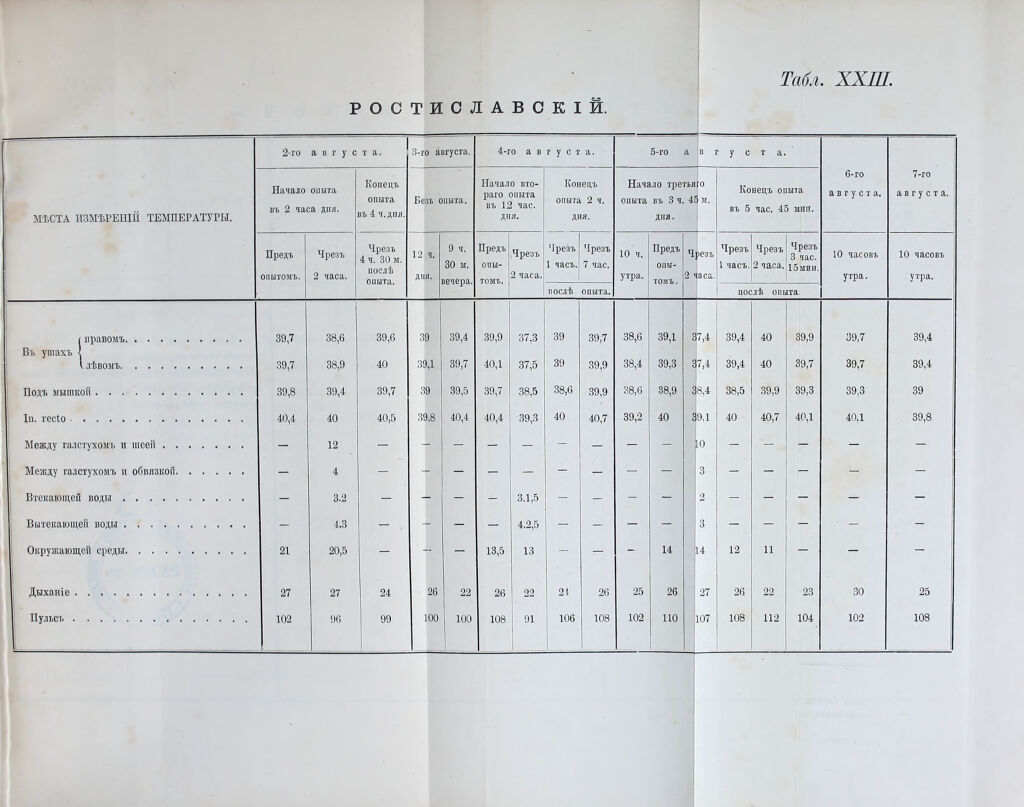 Табл. XXIII.
РОСТИСЛАВСКІЙ.
МѢСТА ИЗМѢРЕНІЙ ТЕМПЕРАТУРЫ. 2-го августа. 3-го августа. 4-го августа. 5-го августа. 6-го августа. 7-го августа.
Начало опыта въ 2 часа дня. Конецъ опыта въ 4 ч. дня. Безъ опыта. Начало втораго опыта въ 12 час. дня. Конецъ опыта 2 ч. дня. Начало третьяго опыта въ 3 ч. 45 м. дня. Конецъ опыта въ 5 час. 45 мин.
Предъ опытомъ. Чрезъ 2 часа. Чрезъ 4 ч. 30 м. послѣ опыта. 12 ч. дня. 9 ч. 30 м. вечера. Предъ опытомъ. Чрезъ 2 часа. Чрезъ 1 часъ. Чрезъ 7 час. послѣ опыта. 10 ч. утра. Предъ опытомъ. Чрезъ 2 часа. Чрезъ 1 часъ. Чрезъ 2 часа. Чрезъ 3 час. 15 мин. послѣ опыта. 10 часовъ утра. 10 часовъ утра.
Въ ушахъ
правомъ. 39,7 38,6 39,6 39 39,4 39,9 37,3 39 39,7 38,6 39,1 37,4 39,4 40 39,9 39,7 39,4
лѣвомъ. 39,7 38,9 40 39,1 39,7 40,1 37,5 39 39,9 38,4 39,3 37,4 39,4 40 39,7 39,7 39,4
Подъ мышкой 39,8 39,4 39,7 39 39,5 39,7 38,5 38,6 39,9 38,6 38,9 38,4 38,5 39,9 39,3 39,3 39
In. recto 40,4 40 40,5 39,8 40,4 40,4 39,3 40 40,7 39,2 40 39,1 40 40,7 40,1 40,1 39,8
Между галстухомъ и шеей — 12 — — — — — — — — — 10 — — — — —
Между галстухомъ и обвязкой. — 4 — — — — — — — — — 3 — — — — —
Втекающей воды — 3.2 — — — — 3.1,5 — — — — 2 — — — — —
Вытекающей воды — 4.3 — — — — 4.2,5 — — — — 3 — — — — —
Окружающей среды. 21 20,5 — — — 13,5 13 — — — 14 14 12 11 — — —
Дыханіе 27 27 24 26 22 26 22 24 26 25 26 27 26 22 23 30 25
Пульсъ 102 96 99 100 100 108 91 106 108 102 110 107 108 112 104 102 108